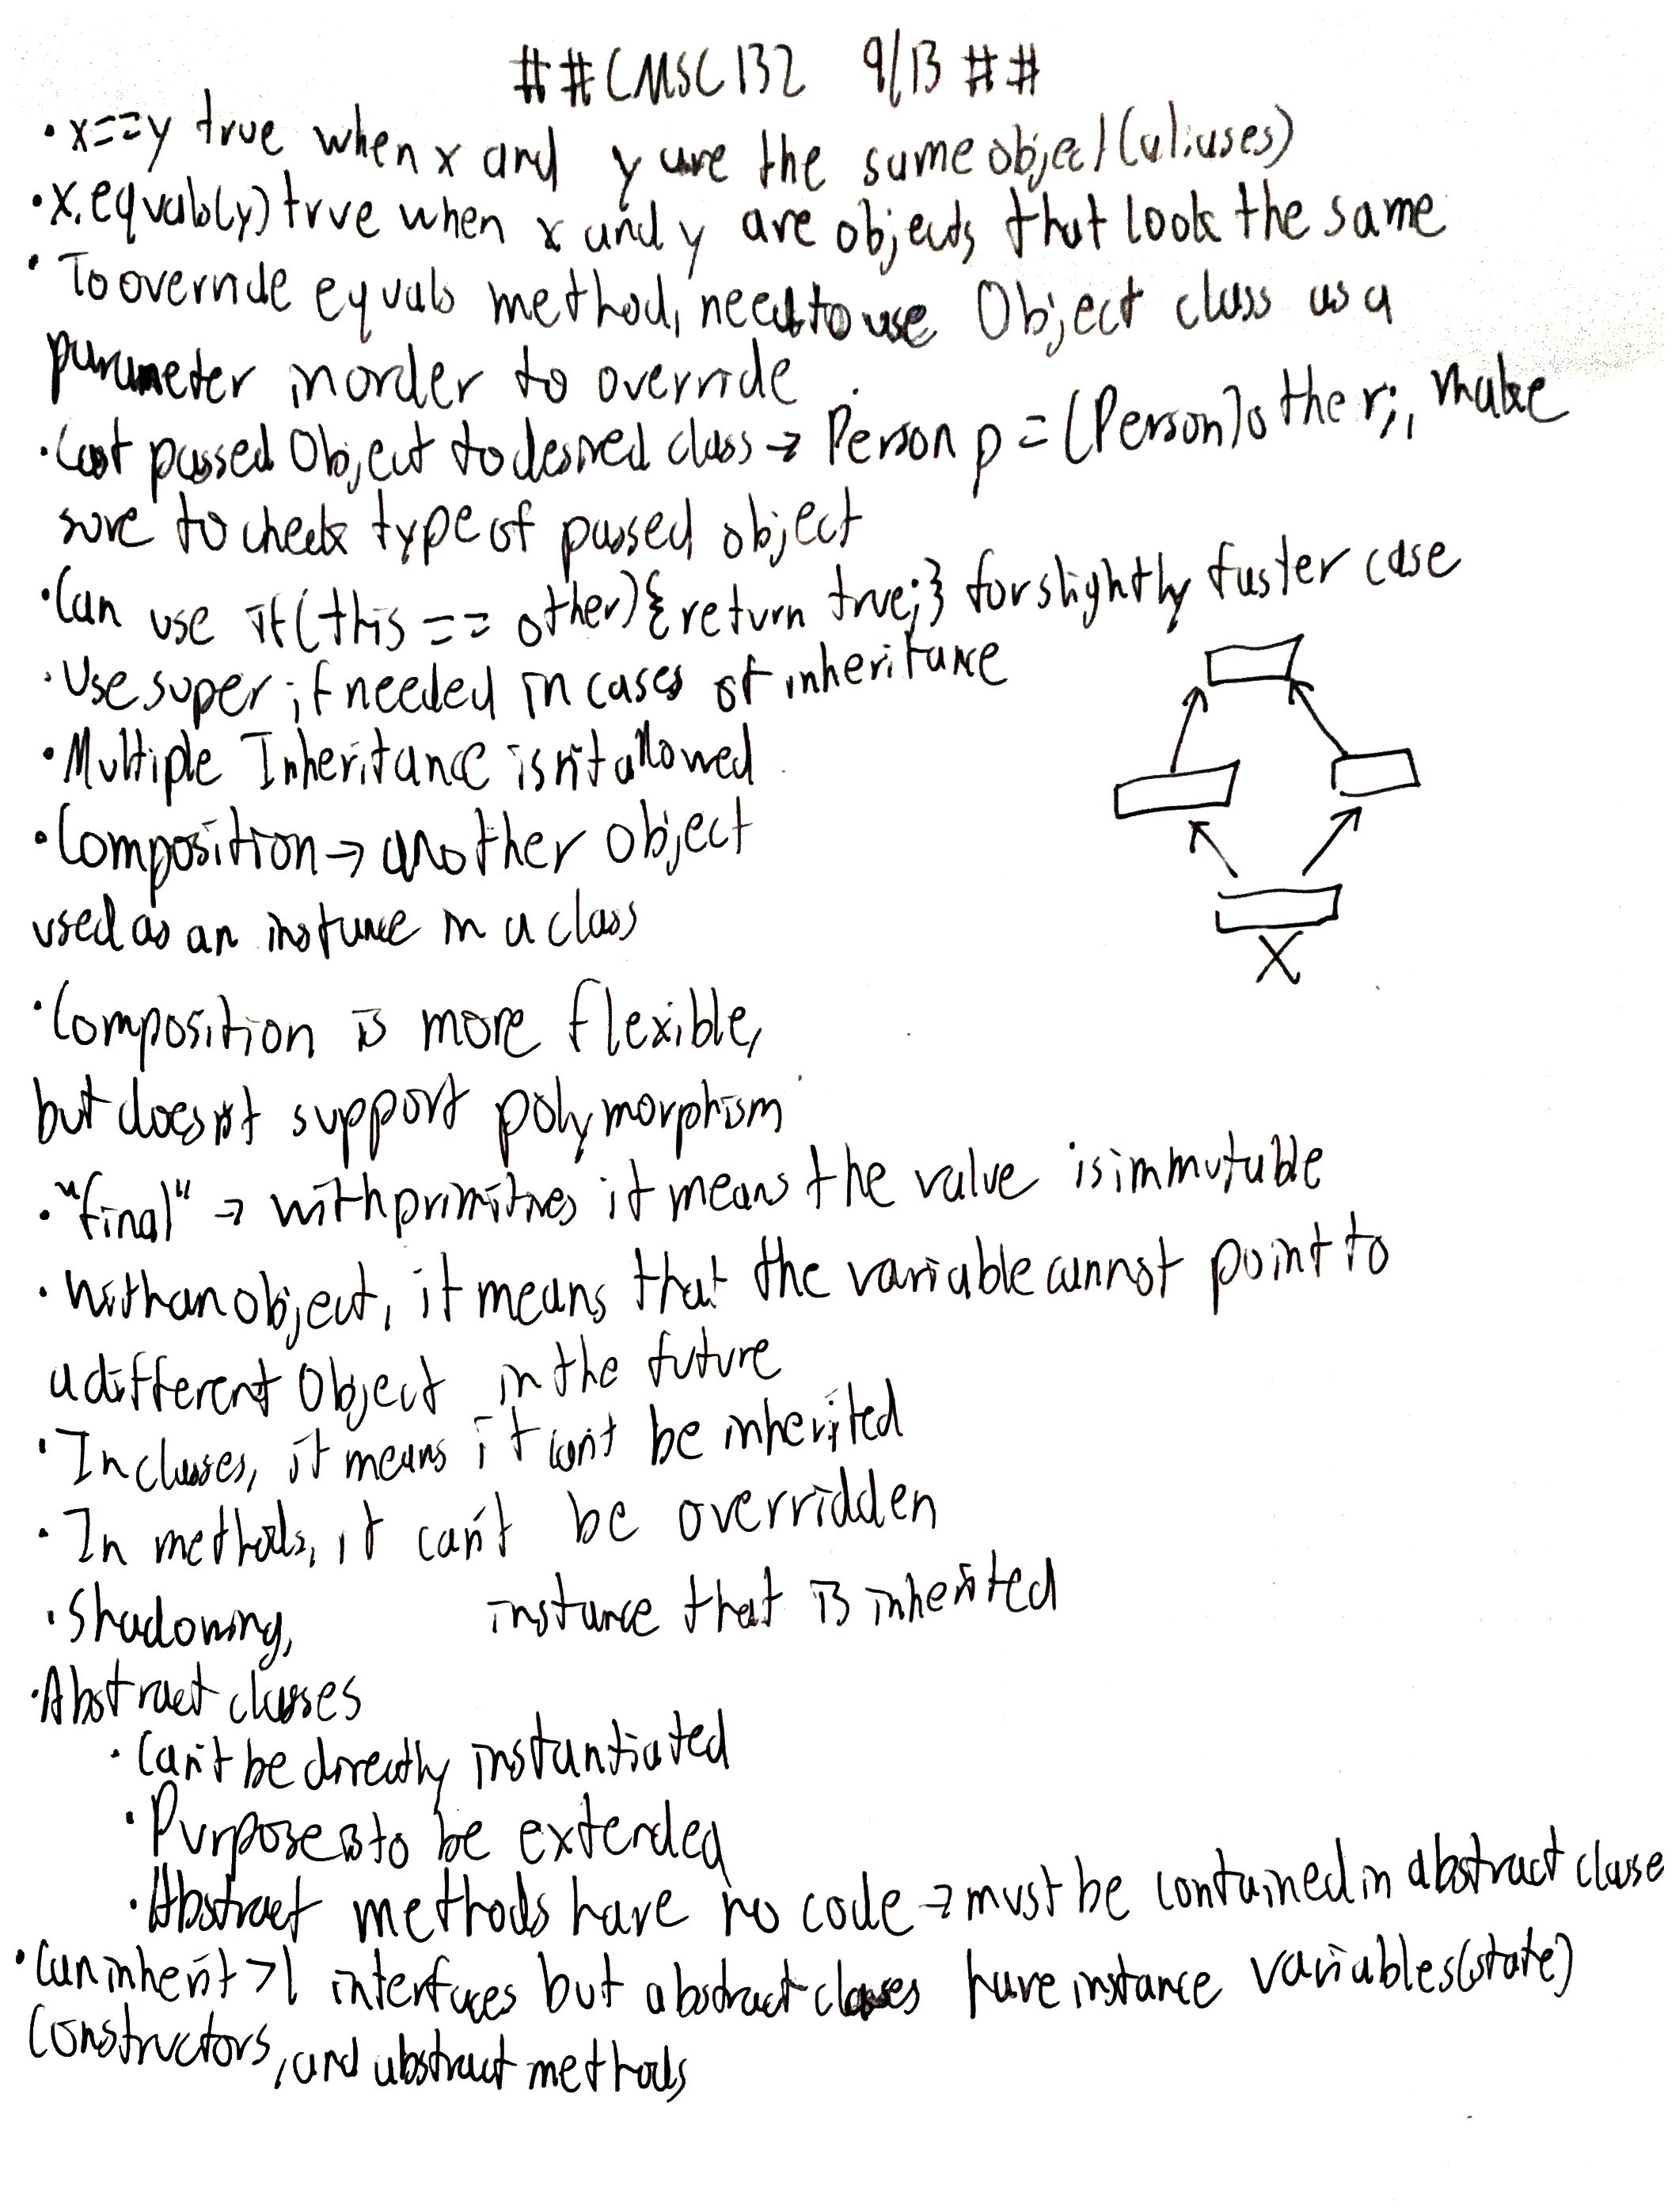 ##CMSC132 9/13 ##
·x==y true when x and y are the same object (aliases)
·x.equals(y) true when x and y are objects that look the same
·To override equals method, need to use Object class as a
parameter in order to override
·Cast passed Object to desired class → Person p = (Person)other;, make
sure to check type of passed object
·Can use if(this == other){return true;} for slightly faster case
·Use super if needed in cases of inheritance
·Multiple Inheritance isn't allowed
·Composition → another object
used as an instance in a class
X
·Composition is more flexible,
but doesn't support polymorphism
·"final" → with primitives it means the value is immutable
·With an object, it means that the variable cannot point to
a different Object in the future
·In classes, it means it can't be inherited
·In methods, it can't be overridden
·Shadowing, instance that is inherited
·Abstract classes
·Can't be directly instantiated
·Purpose is to be extended
·Abstract methods have no code → must be contained in abstract classe
·Can inherit >1 interfaces but abstract classes have instance variables(state)
Constructors, and abstract methods